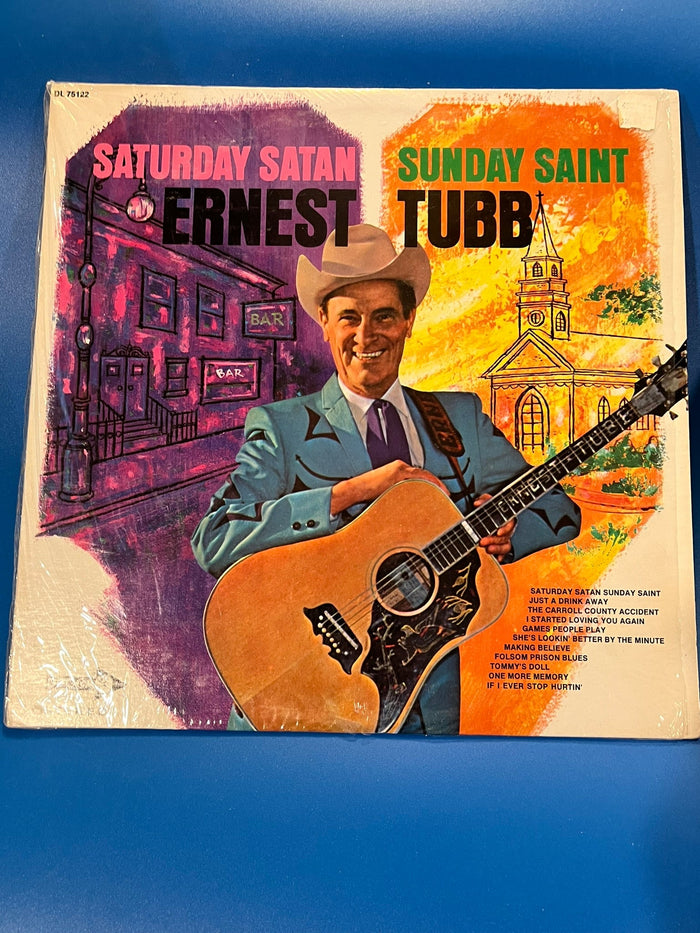 DL 75122
SATURDAY SATAN SUNDAY SAINT
ERNEST TUBB
BAR
BAR
ERNEST TUBB
SATURDAY SATAN SUNDAY SAINT
JUST A DRINK AWAY
THE CARROLL COUNTY ACCIDENT
I STARTED LOVING YOU AGAIN
GAMES PEOPLE PLAY
SHE'S LOOKIN' BETTER BY THE MINUTE
MAKING BELIEVE
FOLSOM PRISON BLUES
TOMMY'S DOLL
ONE MORE MEMORY
IF I EVER STOP HURTIN'